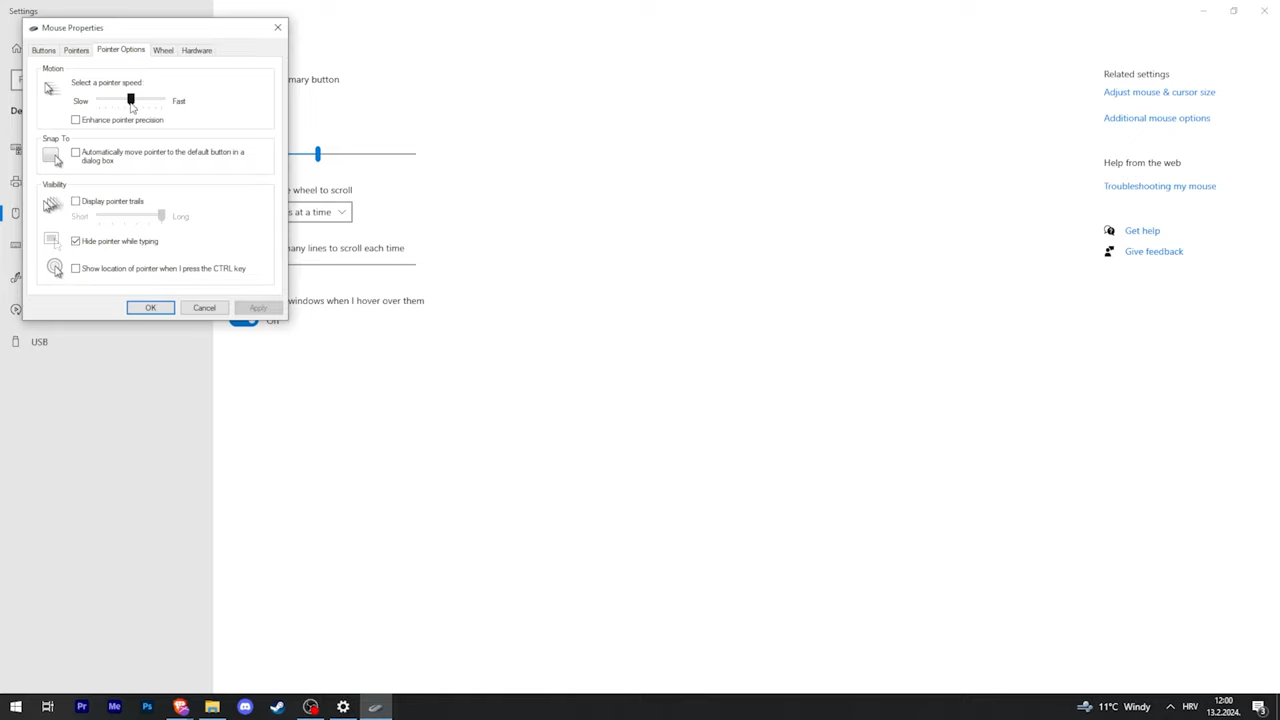 Settings
Mouse Properties
Buttons Pointers Pointer Options Wheel Hardware
Motion
Select a pointer speed:
Slow Fast
Enhance pointer precision
Snap To
Automatically move pointer to the default button in a
dialog box
Visibility
Display pointer trails
Short Long
Hide pointer while typing
Show location of pointer when I press the CTRL key
OK Cancel Apply
mary button
wheel to scroll
s at a time
any lines to scroll each time
windows when I hover over them
USB
Related settings
Adjust mouse & cursor size
Additional mouse options
Help from the web
Troubleshooting my mouse
Get help
Give feedback
Pr Me Ps
11°C Windy
HRV
12:00
13.2.2024.